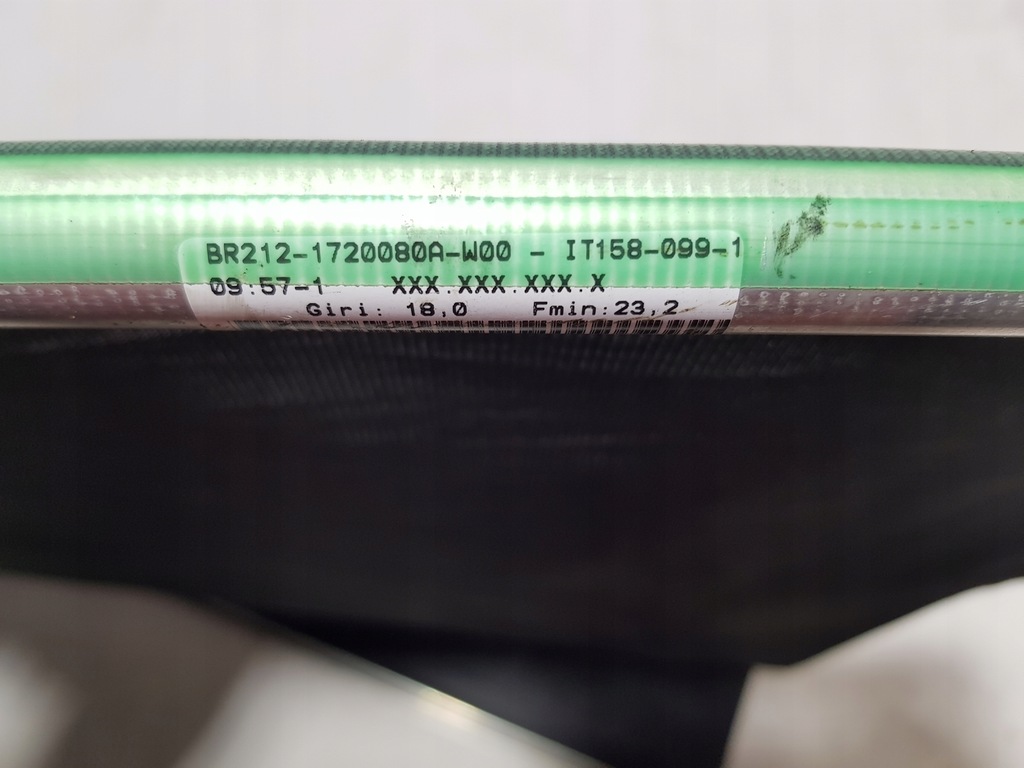 BR212-1720080A-W00 - IT158-099-1
09:57-1 XXX.XXX.XXX.X
Giri: 18,0 Fmin:23,2